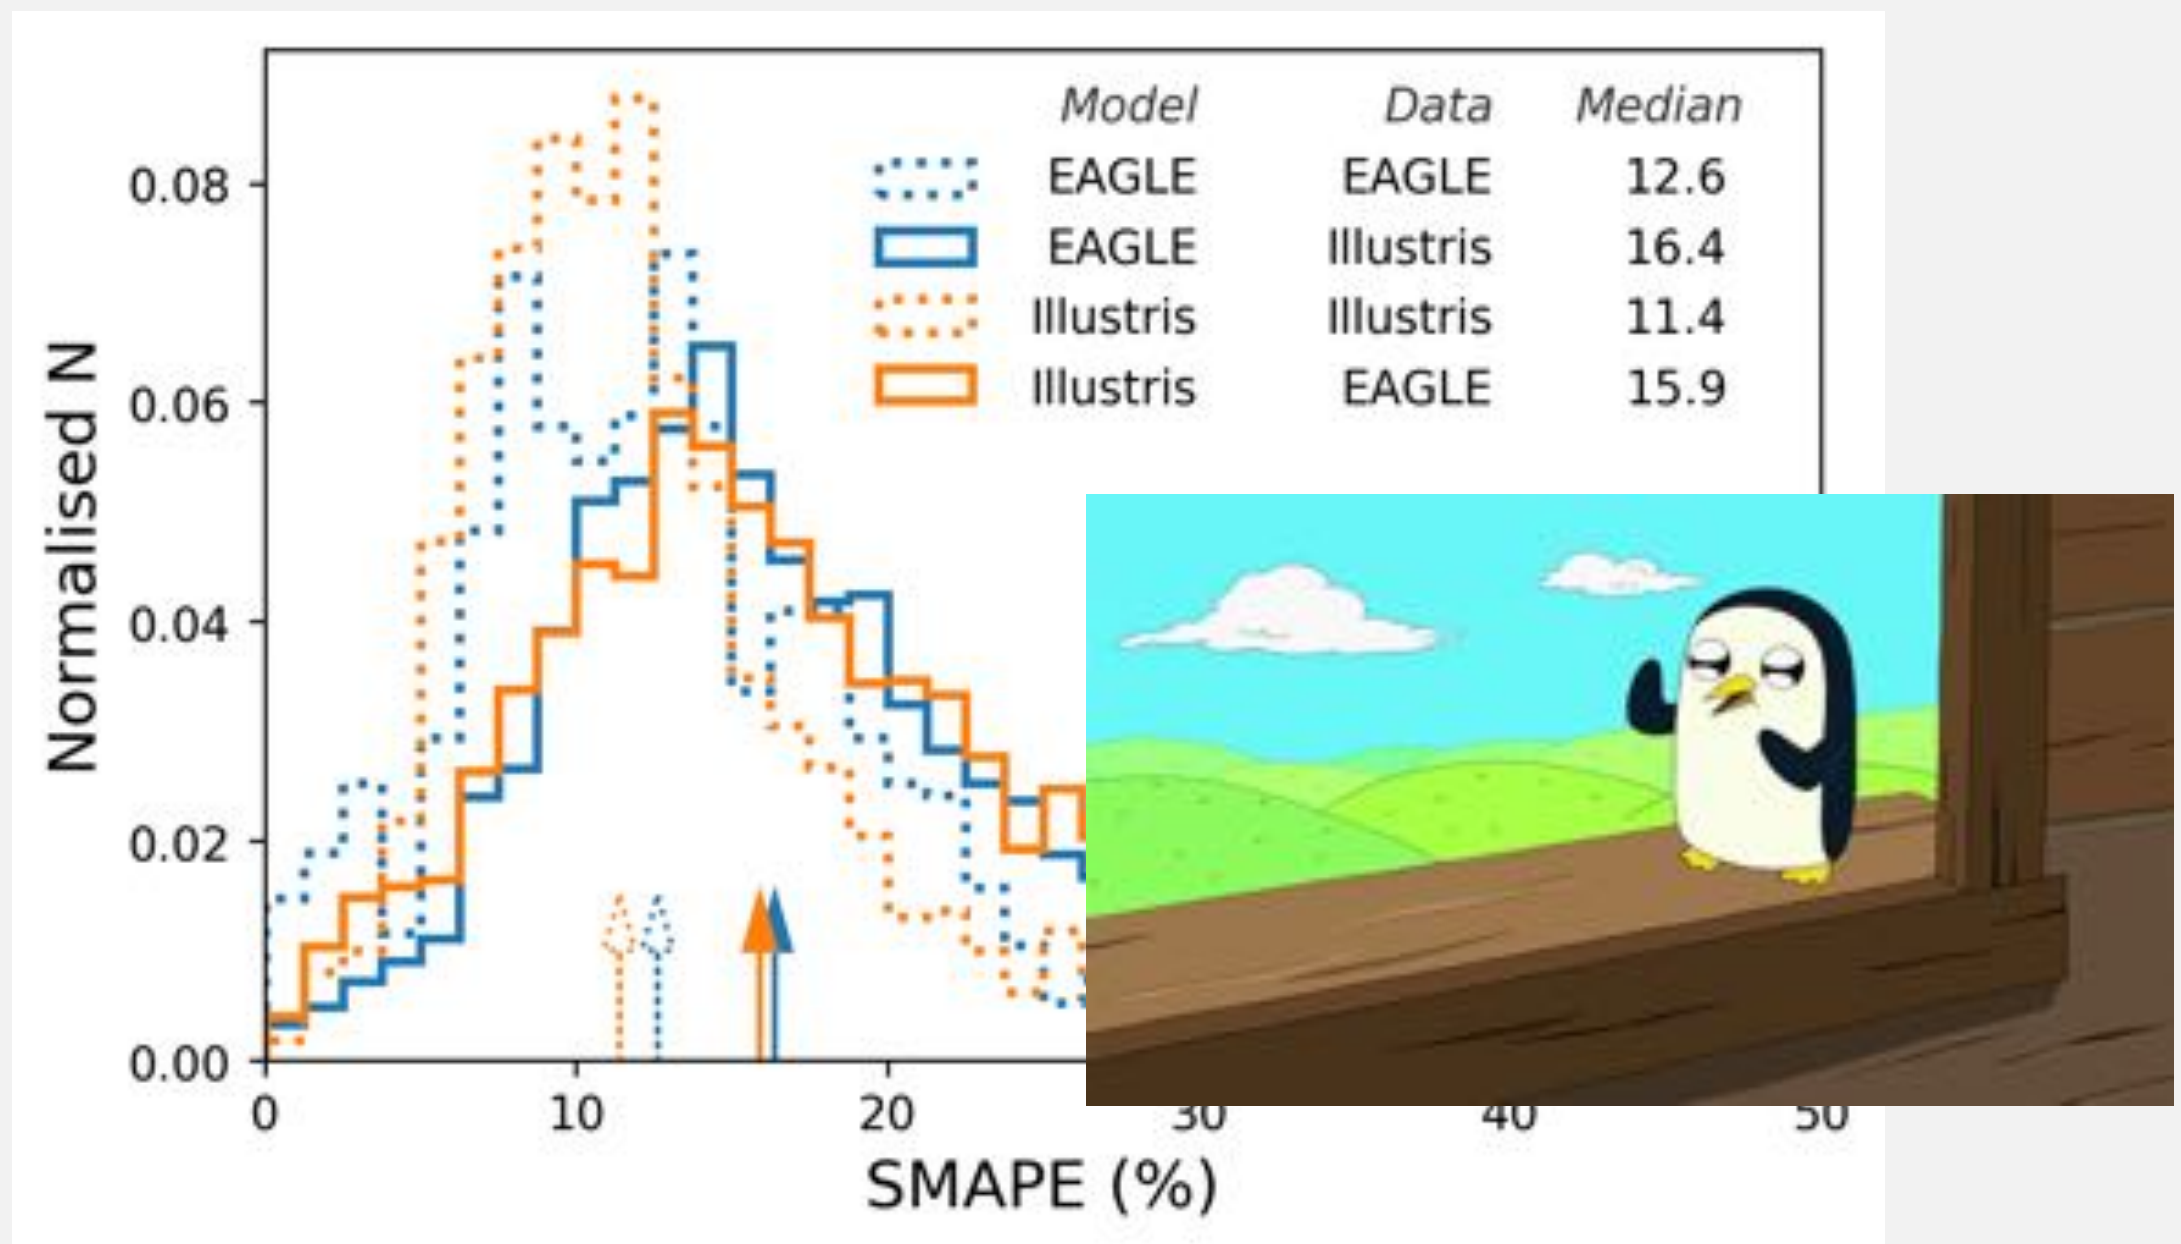 Model Data Median
EAGLE EAGLE 12.6
EAGLE Illustris 16.4
Illustris Illustris 11.4
Illustris EAGLE 15.9
Normalised N
0.08
0.06
0.04
0.02
0.00
0 10 20 30 40 50
SMAPE (%)